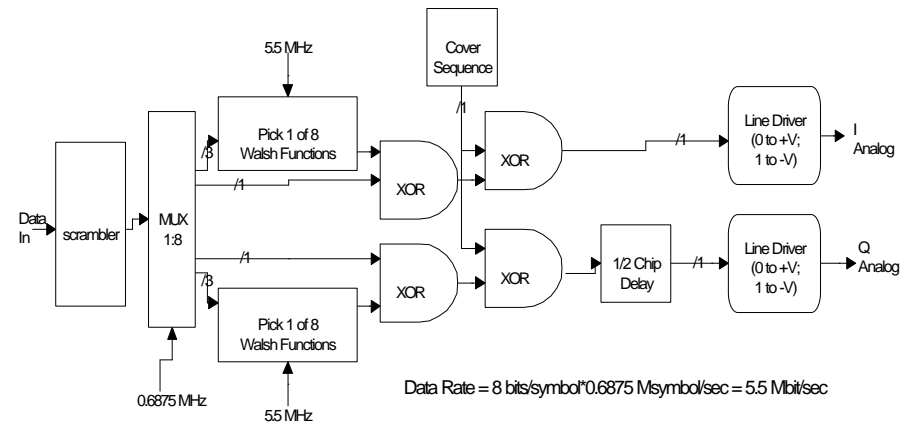 5.5 MHz
Cover
Sequence
/1
Pick 1 of 8
Walsh Functions
/3
/1
XOR
XOR
/1
Line Driver
(0 to +V;
1 to -V)
I
Analog
Data
In
scrambler
MUX
1:8
/1
/3
XOR
XOR
1/2 Chip
Delay
/1
Line Driver
(0 to +V;
1 to -V)
Q
Analog
Pick 1 of 8
Walsh Functions
0.6875 MHz
5.5 MHz
Data Rate = 8 bits/symbol*0.6875 Msymbol/sec = 5.5 Mbit/sec